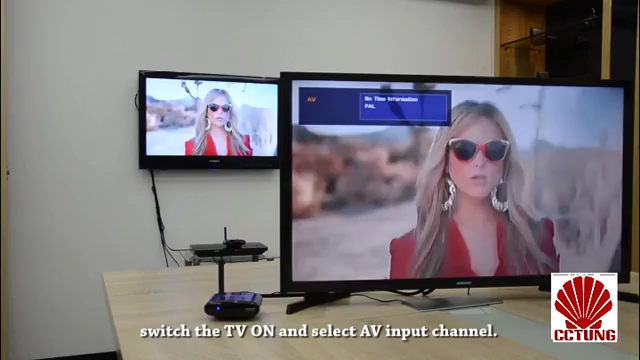 AV
No Time Information
PAL
switch the TV ON and select AV input channel.
CCTUNG